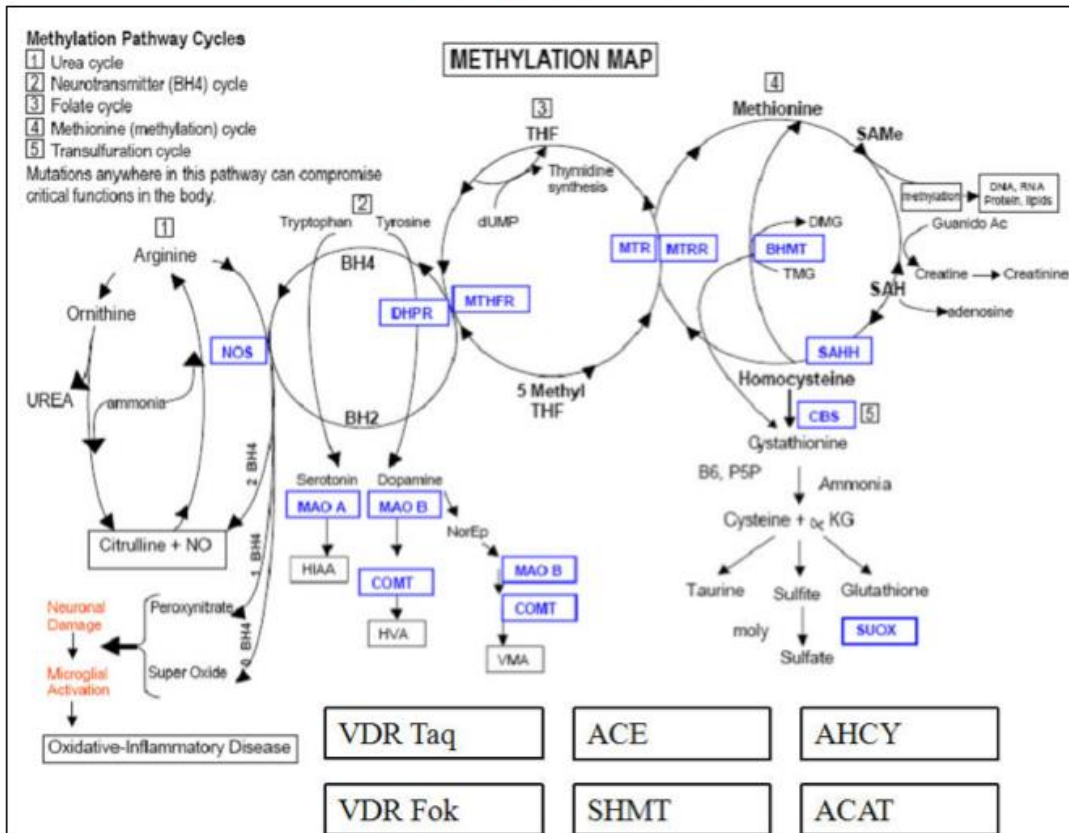 Methylation Pathway Cycles
1 Urea cycle
2 Neurotransmitter (BH4) cycle
3 Folate cycle
4 Methionine (methylation) cycle
5 Transulfuration cycle
Mutations anywhere in this pathway can compromise
critical functions in the body.
METHYLATION MAP
1
Arginine
Ornithine
NOS
UREA
ammonia
Citrulline + NO
2 BH4
1 BH4
0 BH4
Peroxynitrate
Super Oxide
Neuronal
Damage
Microglial
Activation
Oxidative-Inflammatory Disease
2
Tryptophan
Tyrosine
BH4
DHPR
BH2
Serotonin
MAO A
HIAA
Dopamine
MAO B
COMT
HVA
NorEp
MAO B
COMT
VMA
3
THF
Thymidine
synthesis
dUMP
MTHFR
5 Methyl
THF
MTR
MTRR
4
Methionine
SAMe
methylation
DNA, RNA
Protein, lipids
Guanido Ac
Creatine
Creatinine
SAH
adenosine
DMG
BHMT
TMG
SAHH
Homocysteine
CBS
5
Cystathionine
B6, P5P
Ammonia
Cysteine + α KG
Taurine
Sulfite
Glutathione
moly
SUOX
Sulfate
VDR Taq
ACE
AHCY
VDR Fok
SHMT
ACAT